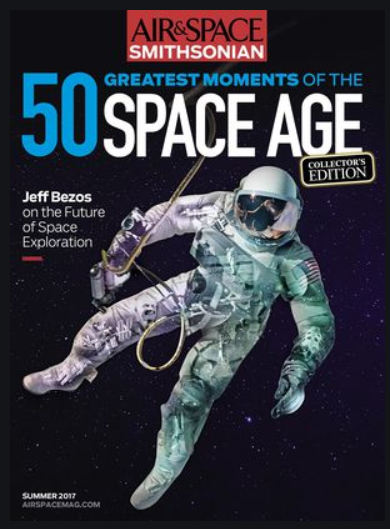 AIR&SPACE
SMITHSONIAN
50 GREATEST MOMENTS OF THE
SPACE AGE
COLLECTOR'S
EDITION
Jeff Bezos
on the Future
of Space
Exploration
SUMMER 2017
AIRSPACEMAG.COM